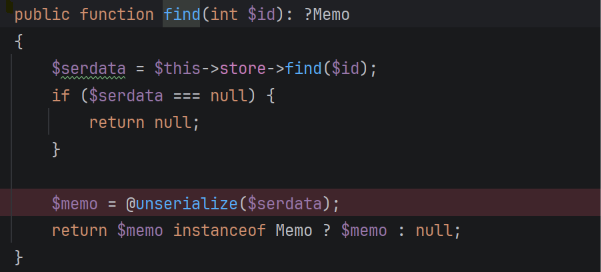 public function find(int $id): ?Memo
{
    $serdata = $this->store->find($id);
    if ($serdata === null) {
        return null;
    }

    $memo = @unserialize($serdata);
    return $memo instanceof Memo ? $memo : null;
}